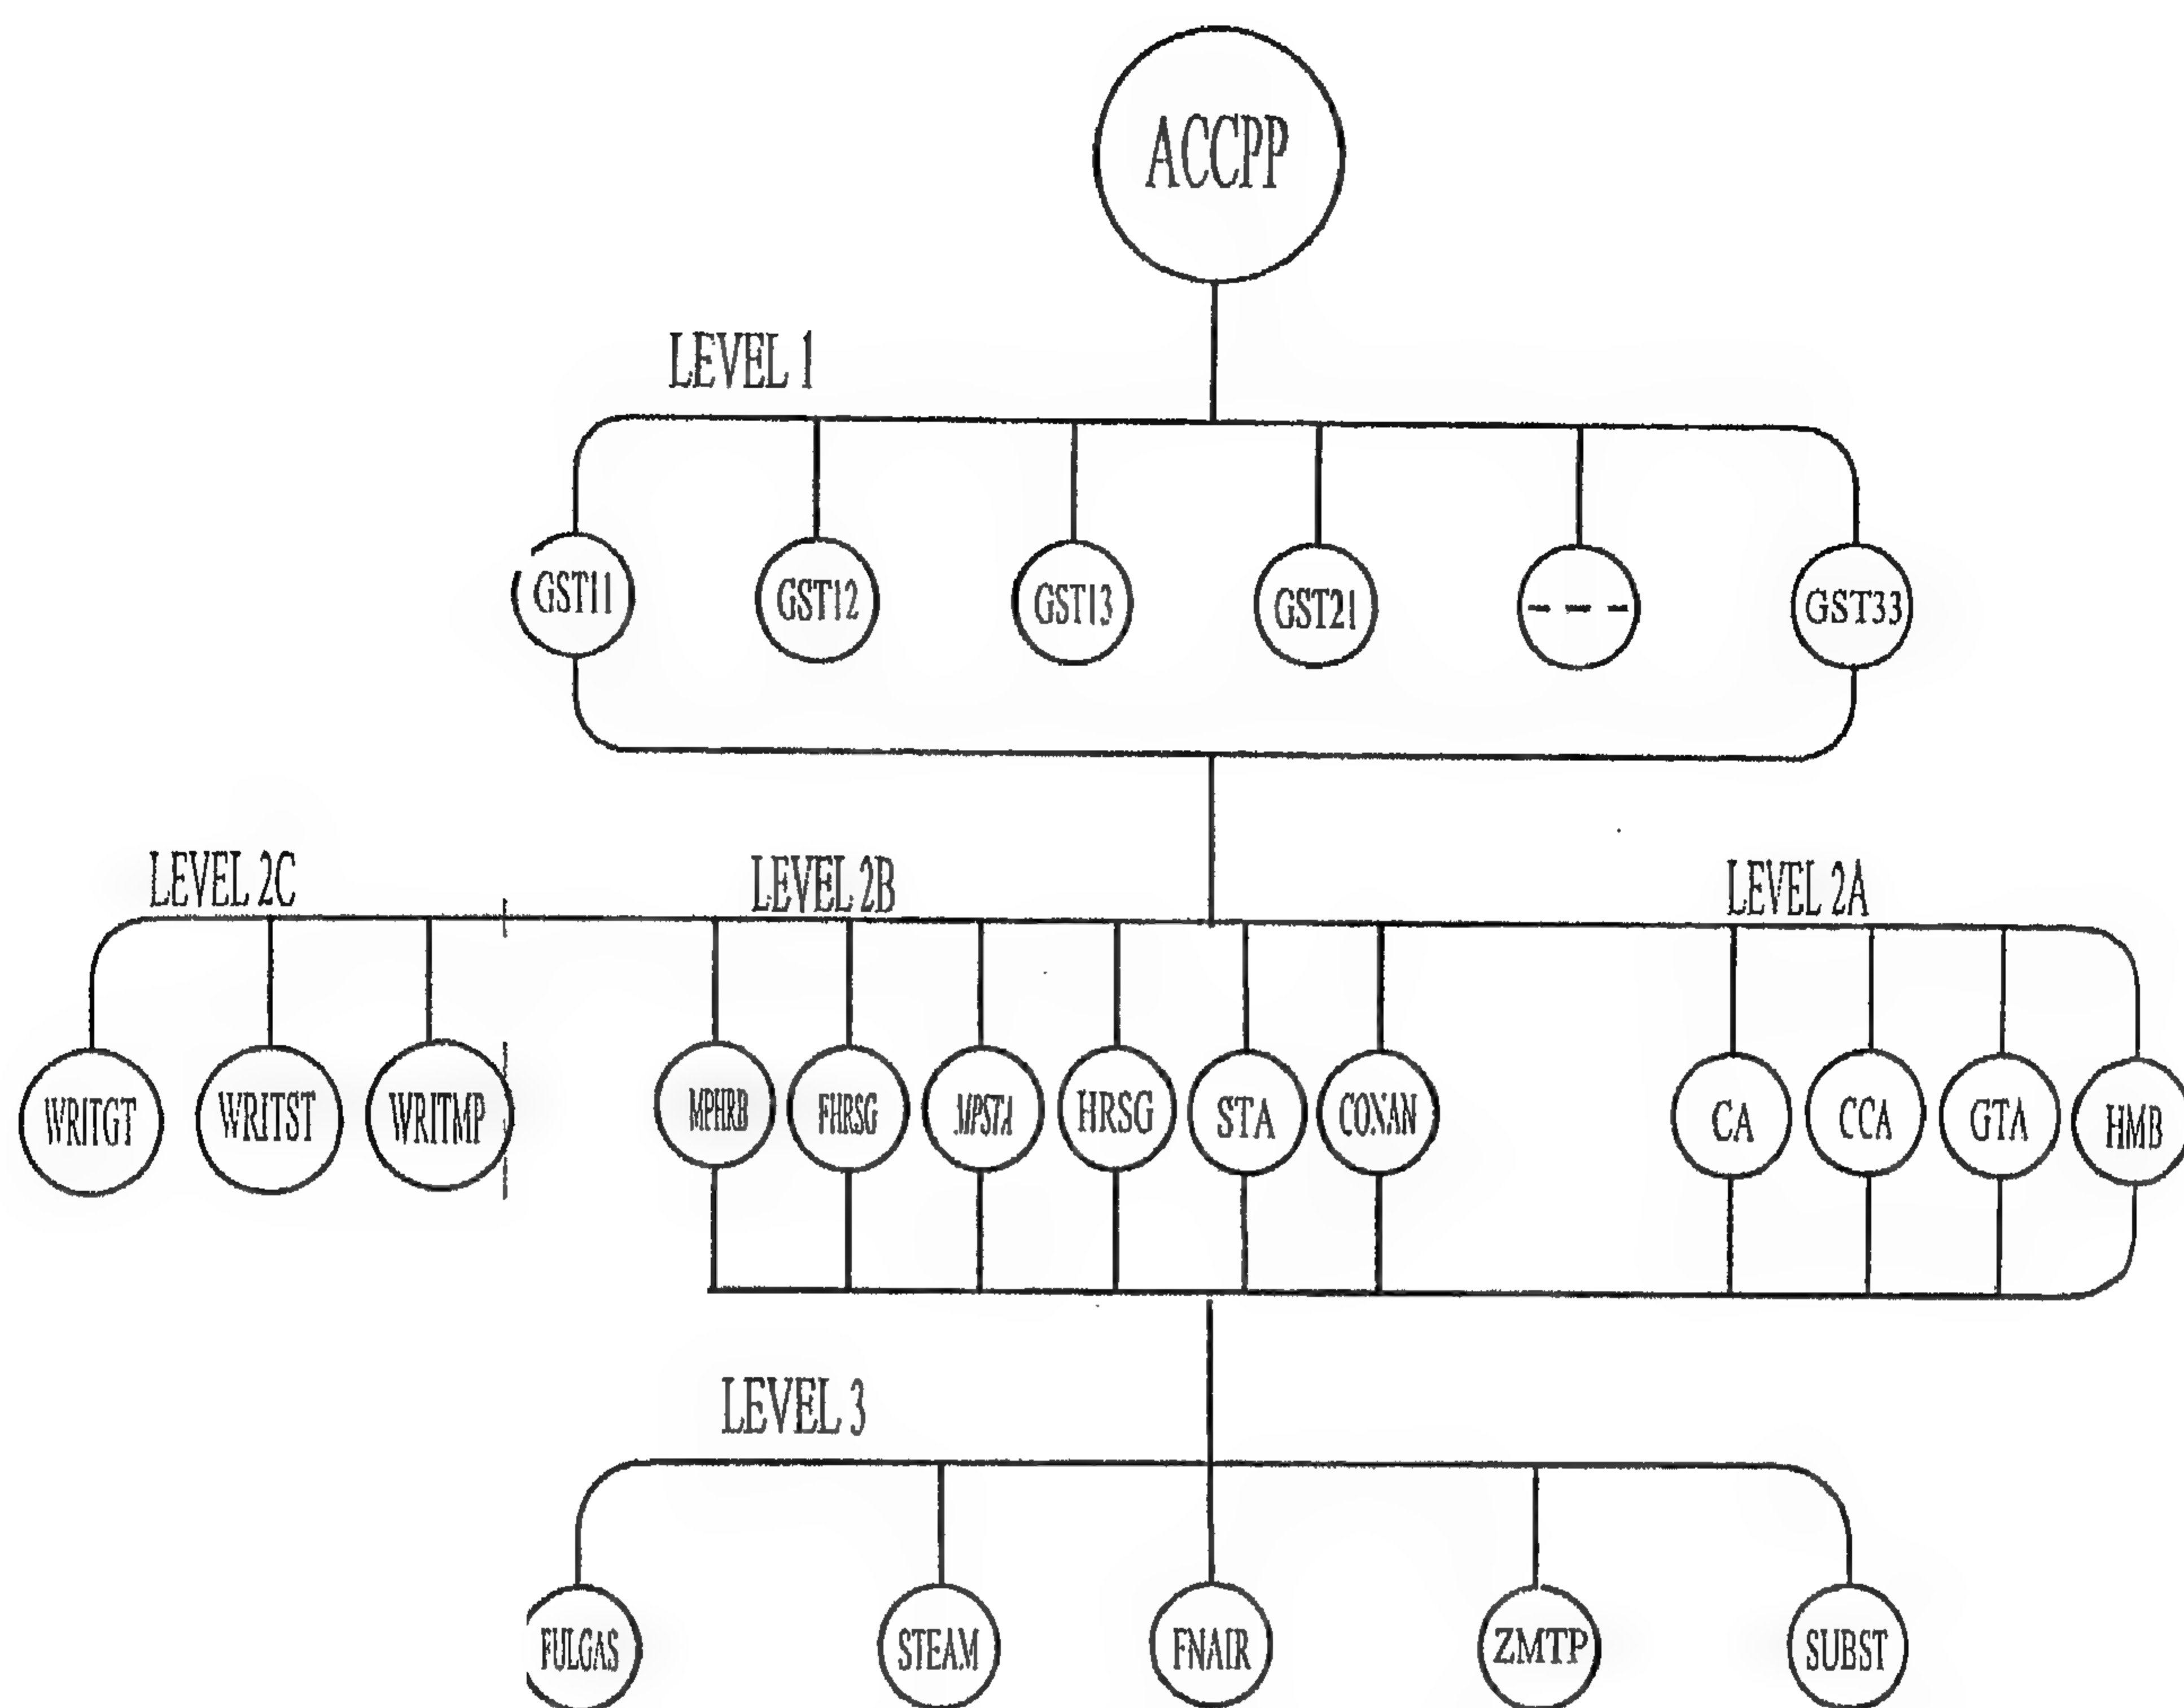 ACCPP
LEVEL 1
GST11
GST12
GST13
GST21
- - -
GST33
LEVEL 2C
LEVEL 2B
LEVEL 2A
WRITGT
WRITST
WRITMP
MPHRB
FHRSG
MPSTA
HRSG
STA
CONAN
CA
CCA
GTA
HMB
LEVEL 3
FULGAS
STEAM
FNAIR
ZMTP
SUBST